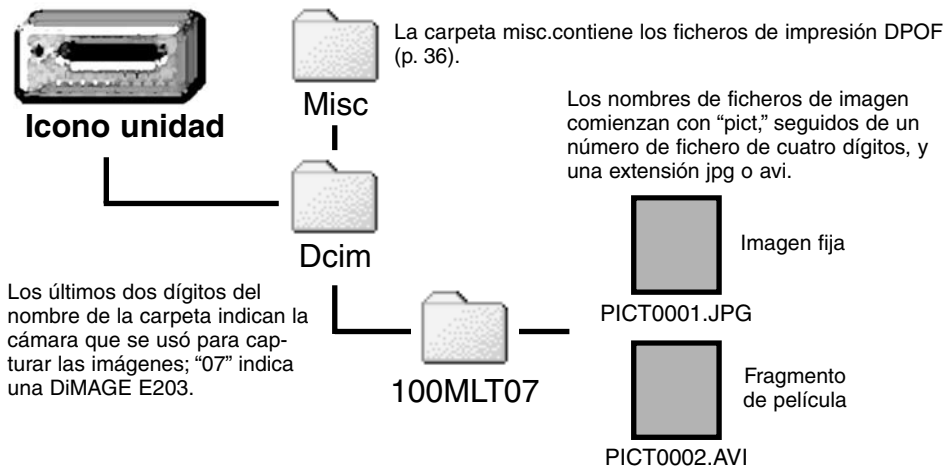 La carpeta misc.contiene los ficheros de impresión DPOF
(p. 36).
Misc
Icono unidad
Los nombres de ficheros de imagen
comienzan con “pict,” seguidos de un
número de fichero de cuatro dígitos, y
una extensión jpg o avi.
Dcim
Imagen fija
PICT0001.JPG
Los últimos dos dígitos del
nombre de la carpeta indican la
cámara que se usó para cap-
turar las imágenes; “07” indica
una DiMAGE E203.
100MLT07
Fragmento
de película
PICT0002.AVI